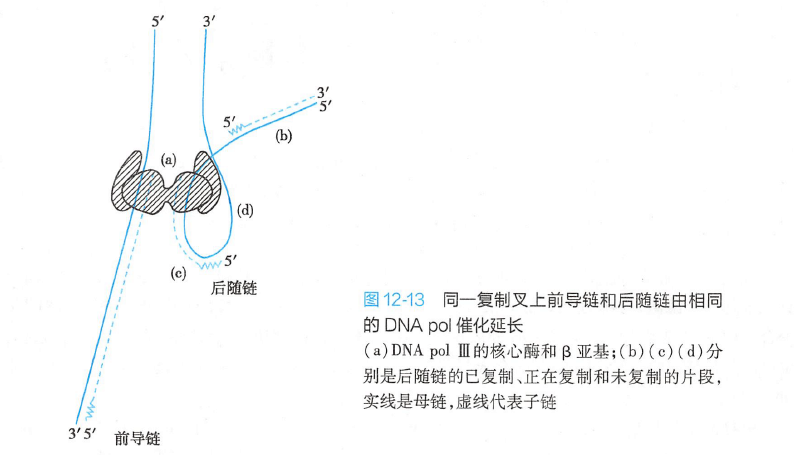 5′
3′
3′
5′
5′
(b)
(a)
(d)
5′
(c)
后随链
图12-13 同一复制叉上前导链和后随链由相同
的 DNA pol 催化延长
(a)DNA pol Ⅲ的核心酶和 β 亚基;(b)(c)(d)分
别是后随链的已复制、正在复制和未复制的片段,
实线是母链,虚线代表子链
3′5′
前导链